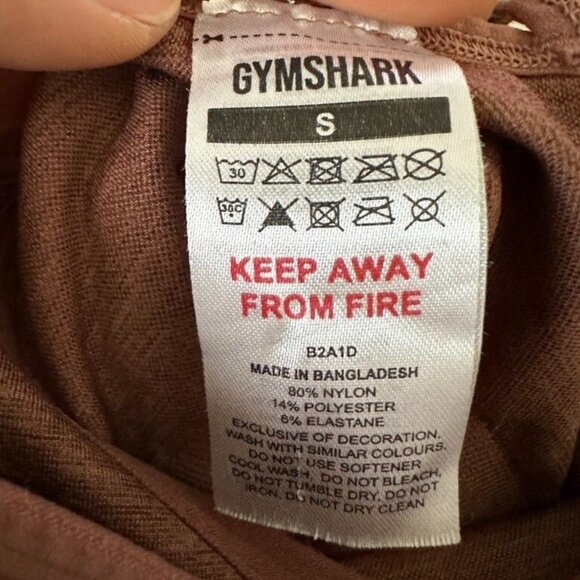 GYMSHARK
S
30
30C
KEEP AWAY
FROM FIRE
B2A1D
MADE IN BANGLADESH
80% NYLON
14% POLYESTER
6% ELASTANE
EXCLUSIVE OF DECORATION.
WASH WITH SIMILAR COLOURS.
DO NOT USE SOFTENER
COOL WASH, DO NOT BLEACH,
DO NOT TUMBLE DRY, DO NOT
IRON, DO NOT DRY CLEAN